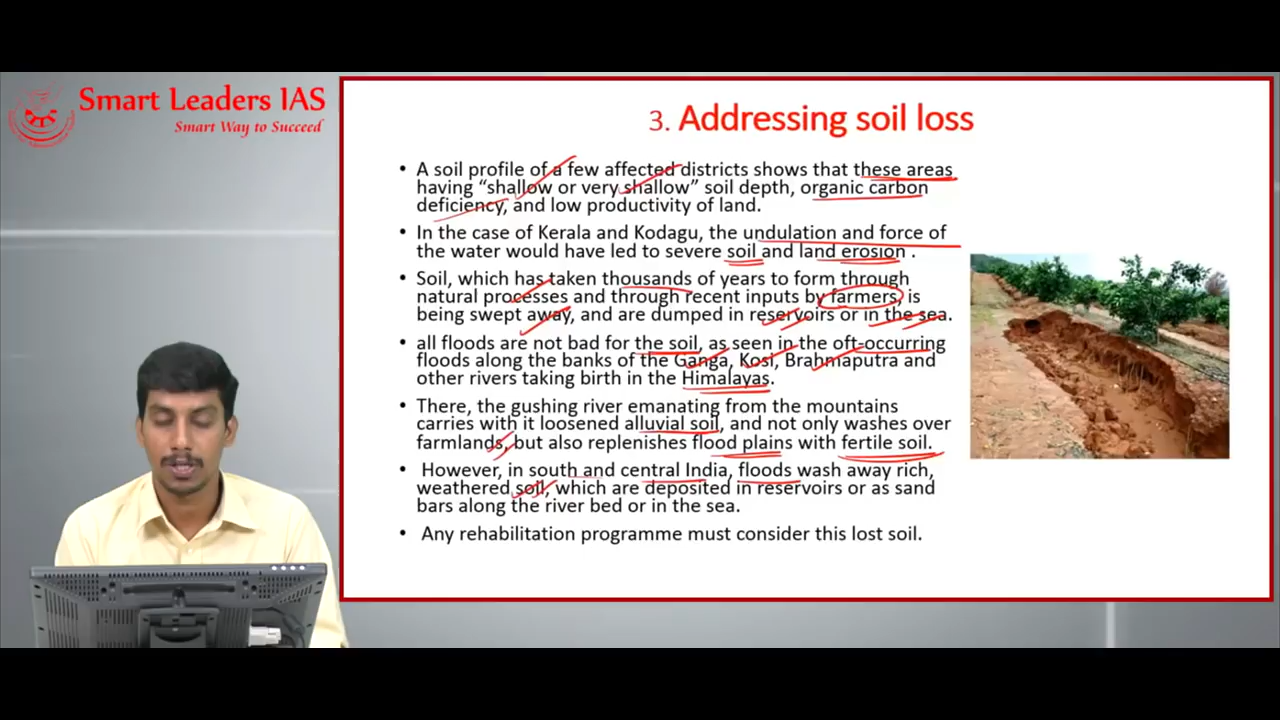 Smart Leaders IAS
Smart Way to Succeed
3. Addressing soil loss
• A soil profile of a few affected districts shows that these areas
having “shallow or very shallow” soil depth, organic carbon
deficiency, and low productivity of land.
• In the case of Kerala and Kodagu, the undulation and force of
the water would have led to severe soil and land erosion .
• Soil, which has taken thousands of years to form through
natural processes and through recent inputs by farmers, is
being swept away, and are dumped in reservoirs or in the sea.
• all floods are not bad for the soil, as seen in the oft-occurring
floods along the banks of the Ganga, Kosi, Brahmaputra and
other rivers taking birth in the Himalayas.
• There, the gushing river emanating from the mountains
carries with it loosened alluvial soil, and not only washes over
farmlands, but also replenishes flood plains with fertile soil.
• However, in south and central India, floods wash away rich,
weathered soil, which are deposited in reservoirs or as sand
bars along the river bed or in the sea.
• Any rehabilitation programme must consider this lost soil.